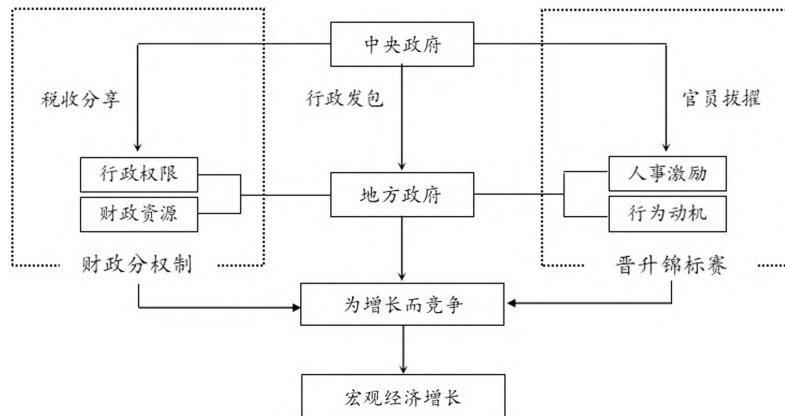 中央政府
税收分享
行政发包
官员拔擢
行政权限
财政资源
地方政府
人事激励
行为动机
财政分权制
晋升锦标赛
为增长而竞争
宏观经济增长